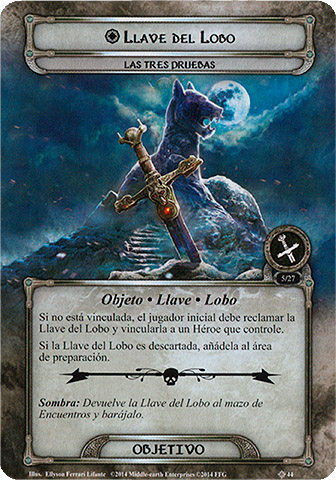 Llave del Lobo
Las Tres Pruebas
5/27
Objeto • Llave • Lobo
Si no está vinculada, el jugador inicial debe reclamar la
Llave del Lobo y vincularla a un Héroe que controle.
Si la Llave del Lobo es descartada, añádela al área
de preparación.
Sombra: Devuelve la Llave del Lobo al mazo de
Encuentros y barájalo.
OBJETIVO
Illus. Ellyson Ferrari Lifante ©2014 Middle-earth Enterprises ©2014 FFG 44